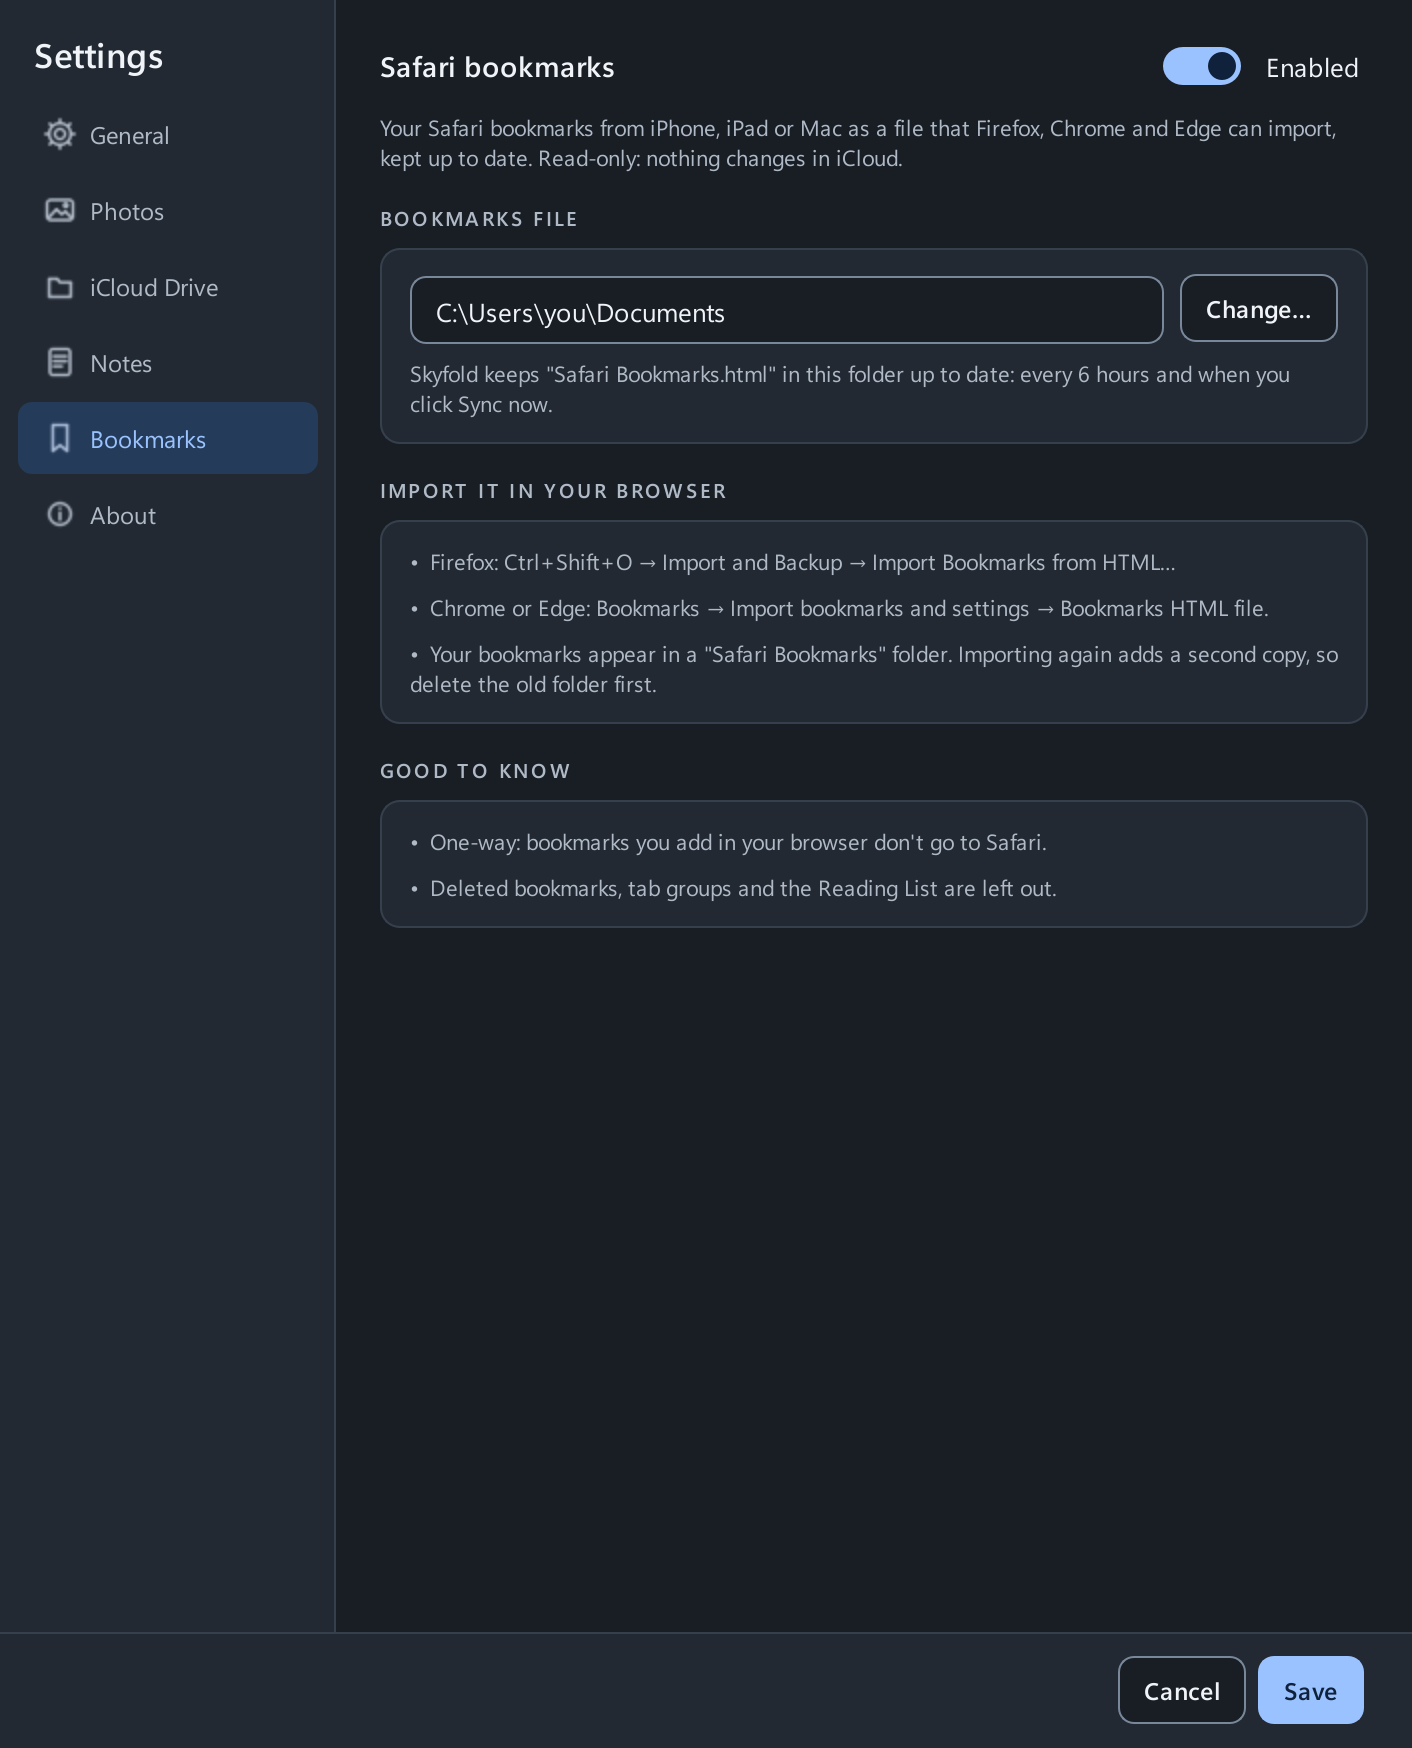 Settings
General
Photos
iCloud Drive
Notes
Bookmarks
About
Safari bookmarks
Enabled
Your Safari bookmarks from iPhone, iPad or Mac as a file that Firefox, Chrome and Edge can import,
kept up to date. Read-only: nothing changes in iCloud.
BOOKMARKS FILE
C:\Users\you\Documents
Change...
Skyfold keeps "Safari Bookmarks.html" in this folder up to date: every 6 hours and when you
click Sync now.
IMPORT IT IN YOUR BROWSER
• Firefox: Ctrl+Shift+O → Import and Backup → Import Bookmarks from HTML...
• Chrome or Edge: Bookmarks → Import bookmarks and settings → Bookmarks HTML file.
• Your bookmarks appear in a "Safari Bookmarks" folder. Importing again adds a second copy, so
delete the old folder first.
GOOD TO KNOW
• One-way: bookmarks you add in your browser don't go to Safari.
• Deleted bookmarks, tab groups and the Reading List are left out.
Cancel
Save